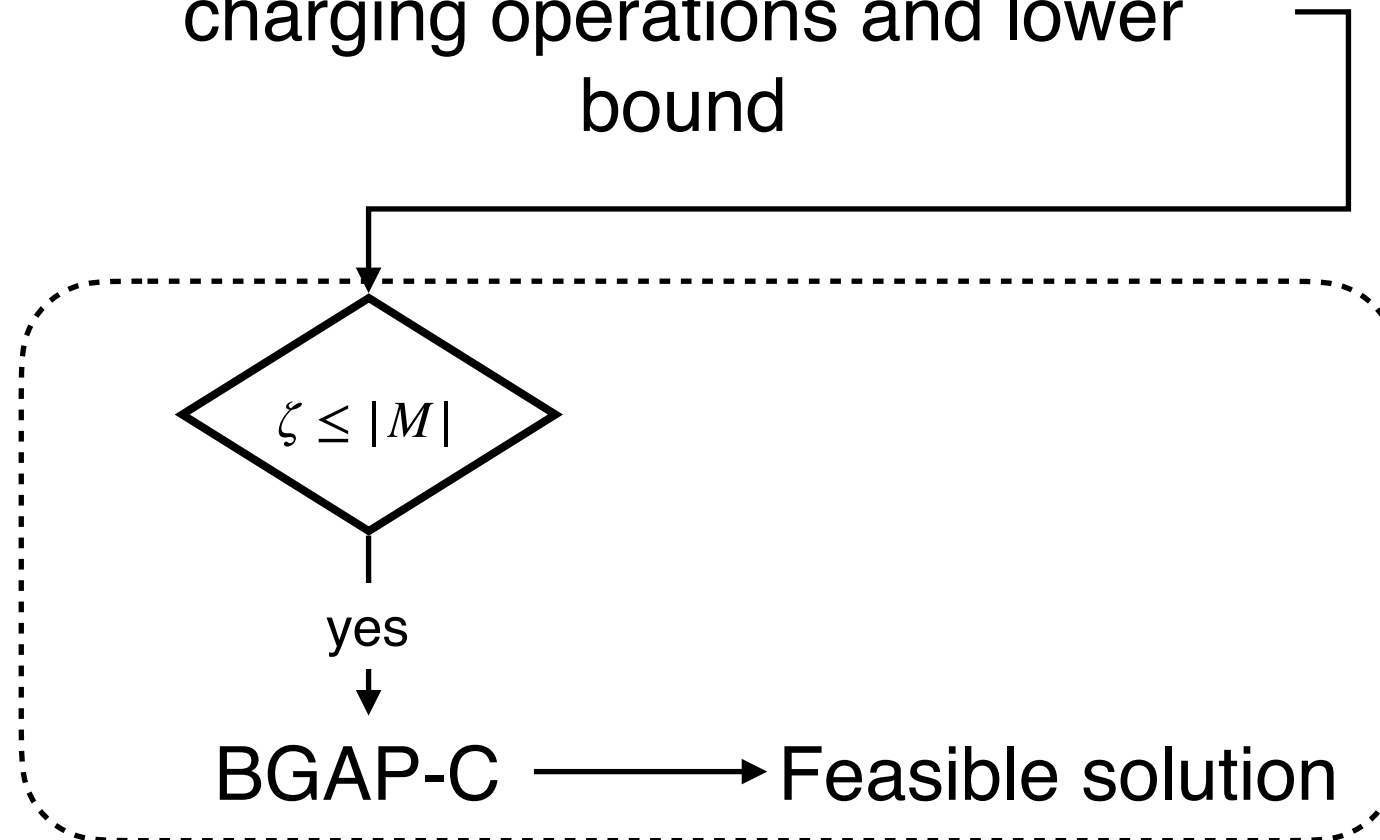 charging operations and lower
bound
ζ ≤ |M|
yes
BGAP-C
Feasible solution